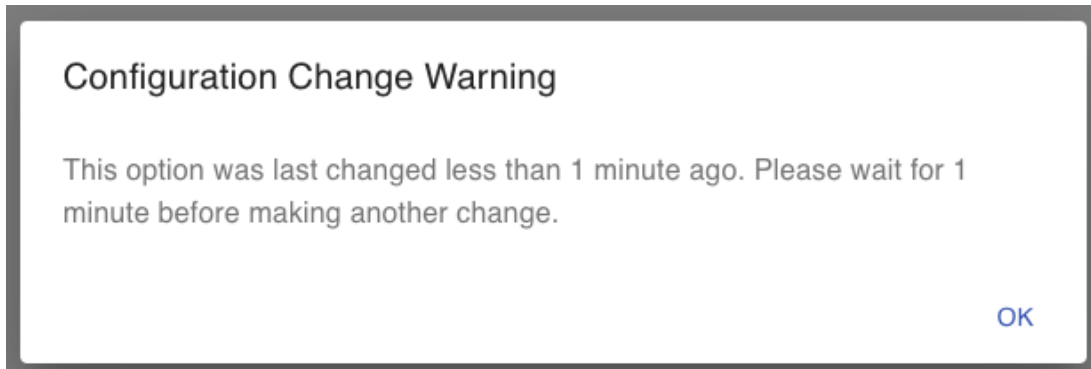 Configuration Change Warning
This option was last changed less than 1 minute ago. Please wait for 1
minute before making another change.
OK